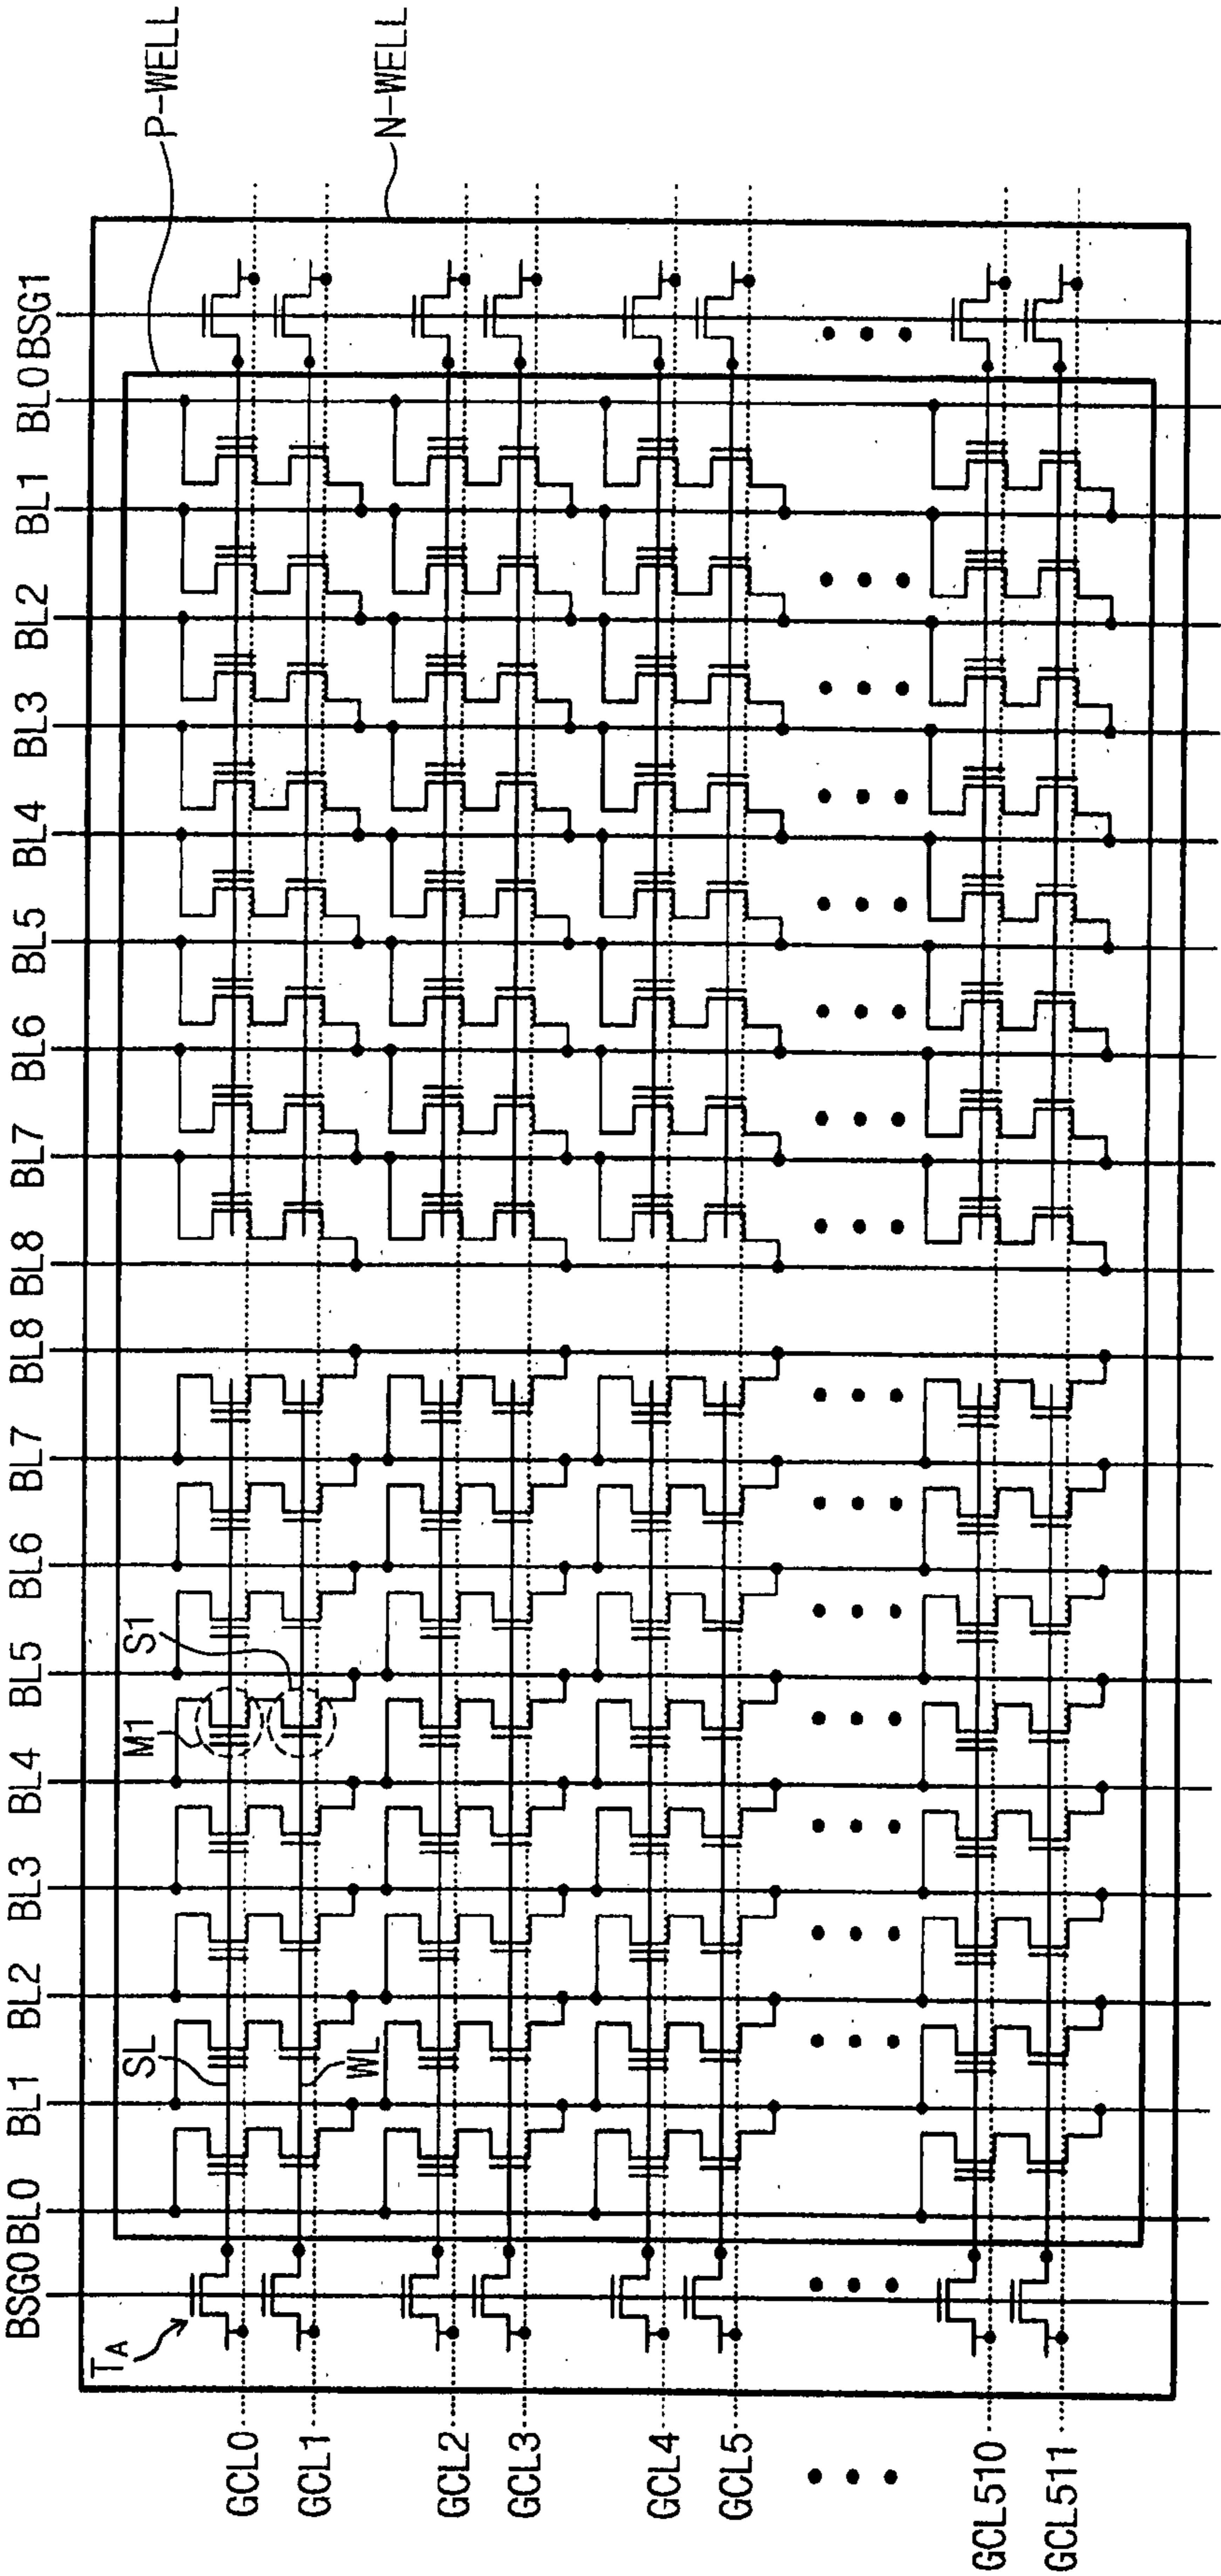 BSG0 BL0 BL1 BL2 BL3 BL4 BL5 BL6 BL7 BL8 BL8 BL7 BL6 BL5 BL4 BL3 BL2 BL1 BL0 BSG1
P-WELL
N-WELL
TA
SL
WL
M1
S1
GCL0
GCL1
GCL2
GCL3
GCL4
GCL5
GCL510
GCL511